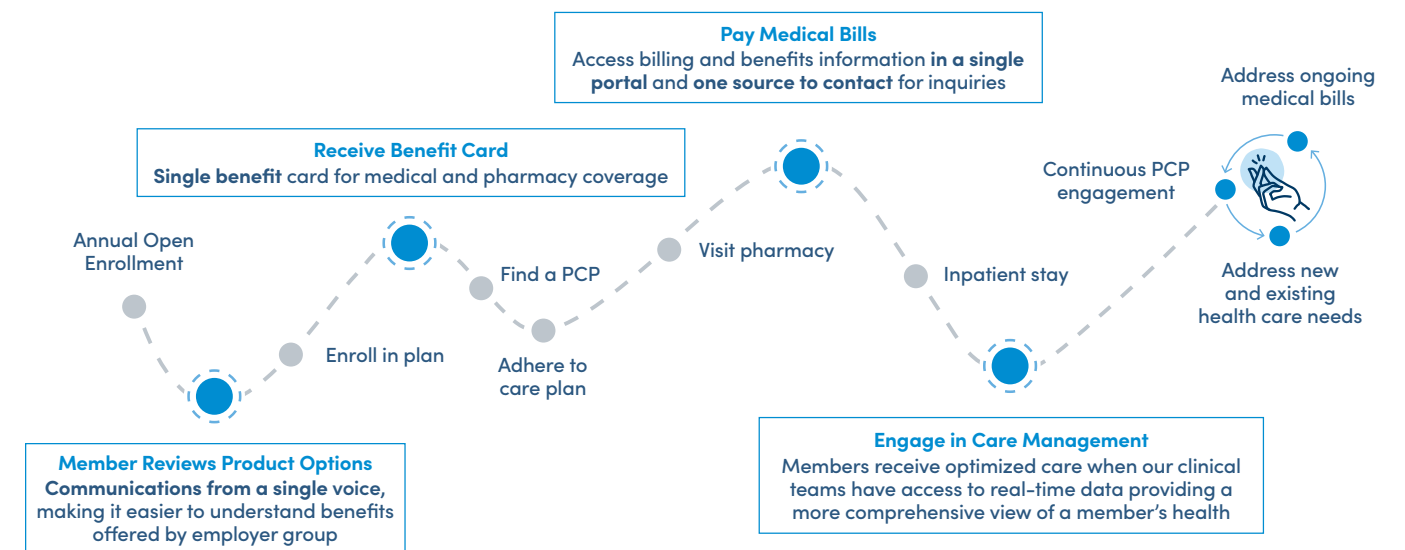 Pay Medical Bills
Access billing and benefits information in a single
portal and one source to contact for inquiries
Address ongoing
medical bills
Receive Benefit Card
Single benefit card for medical and pharmacy coverage
Continuous PCP
engagement
Annual Open
Enrollment
Visit pharmacy
Find a PCP
Inpatient stay
Address new
and existing
health care needs
Enroll in plan
Adhere to
care plan
Member Reviews Product Options
Communications from a single voice,
making it easier to understand benefits
offered by employer group
Engage in Care Management
Members receive optimized care when our clinical
teams have access to real-time data providing a
more comprehensive view of a member's health